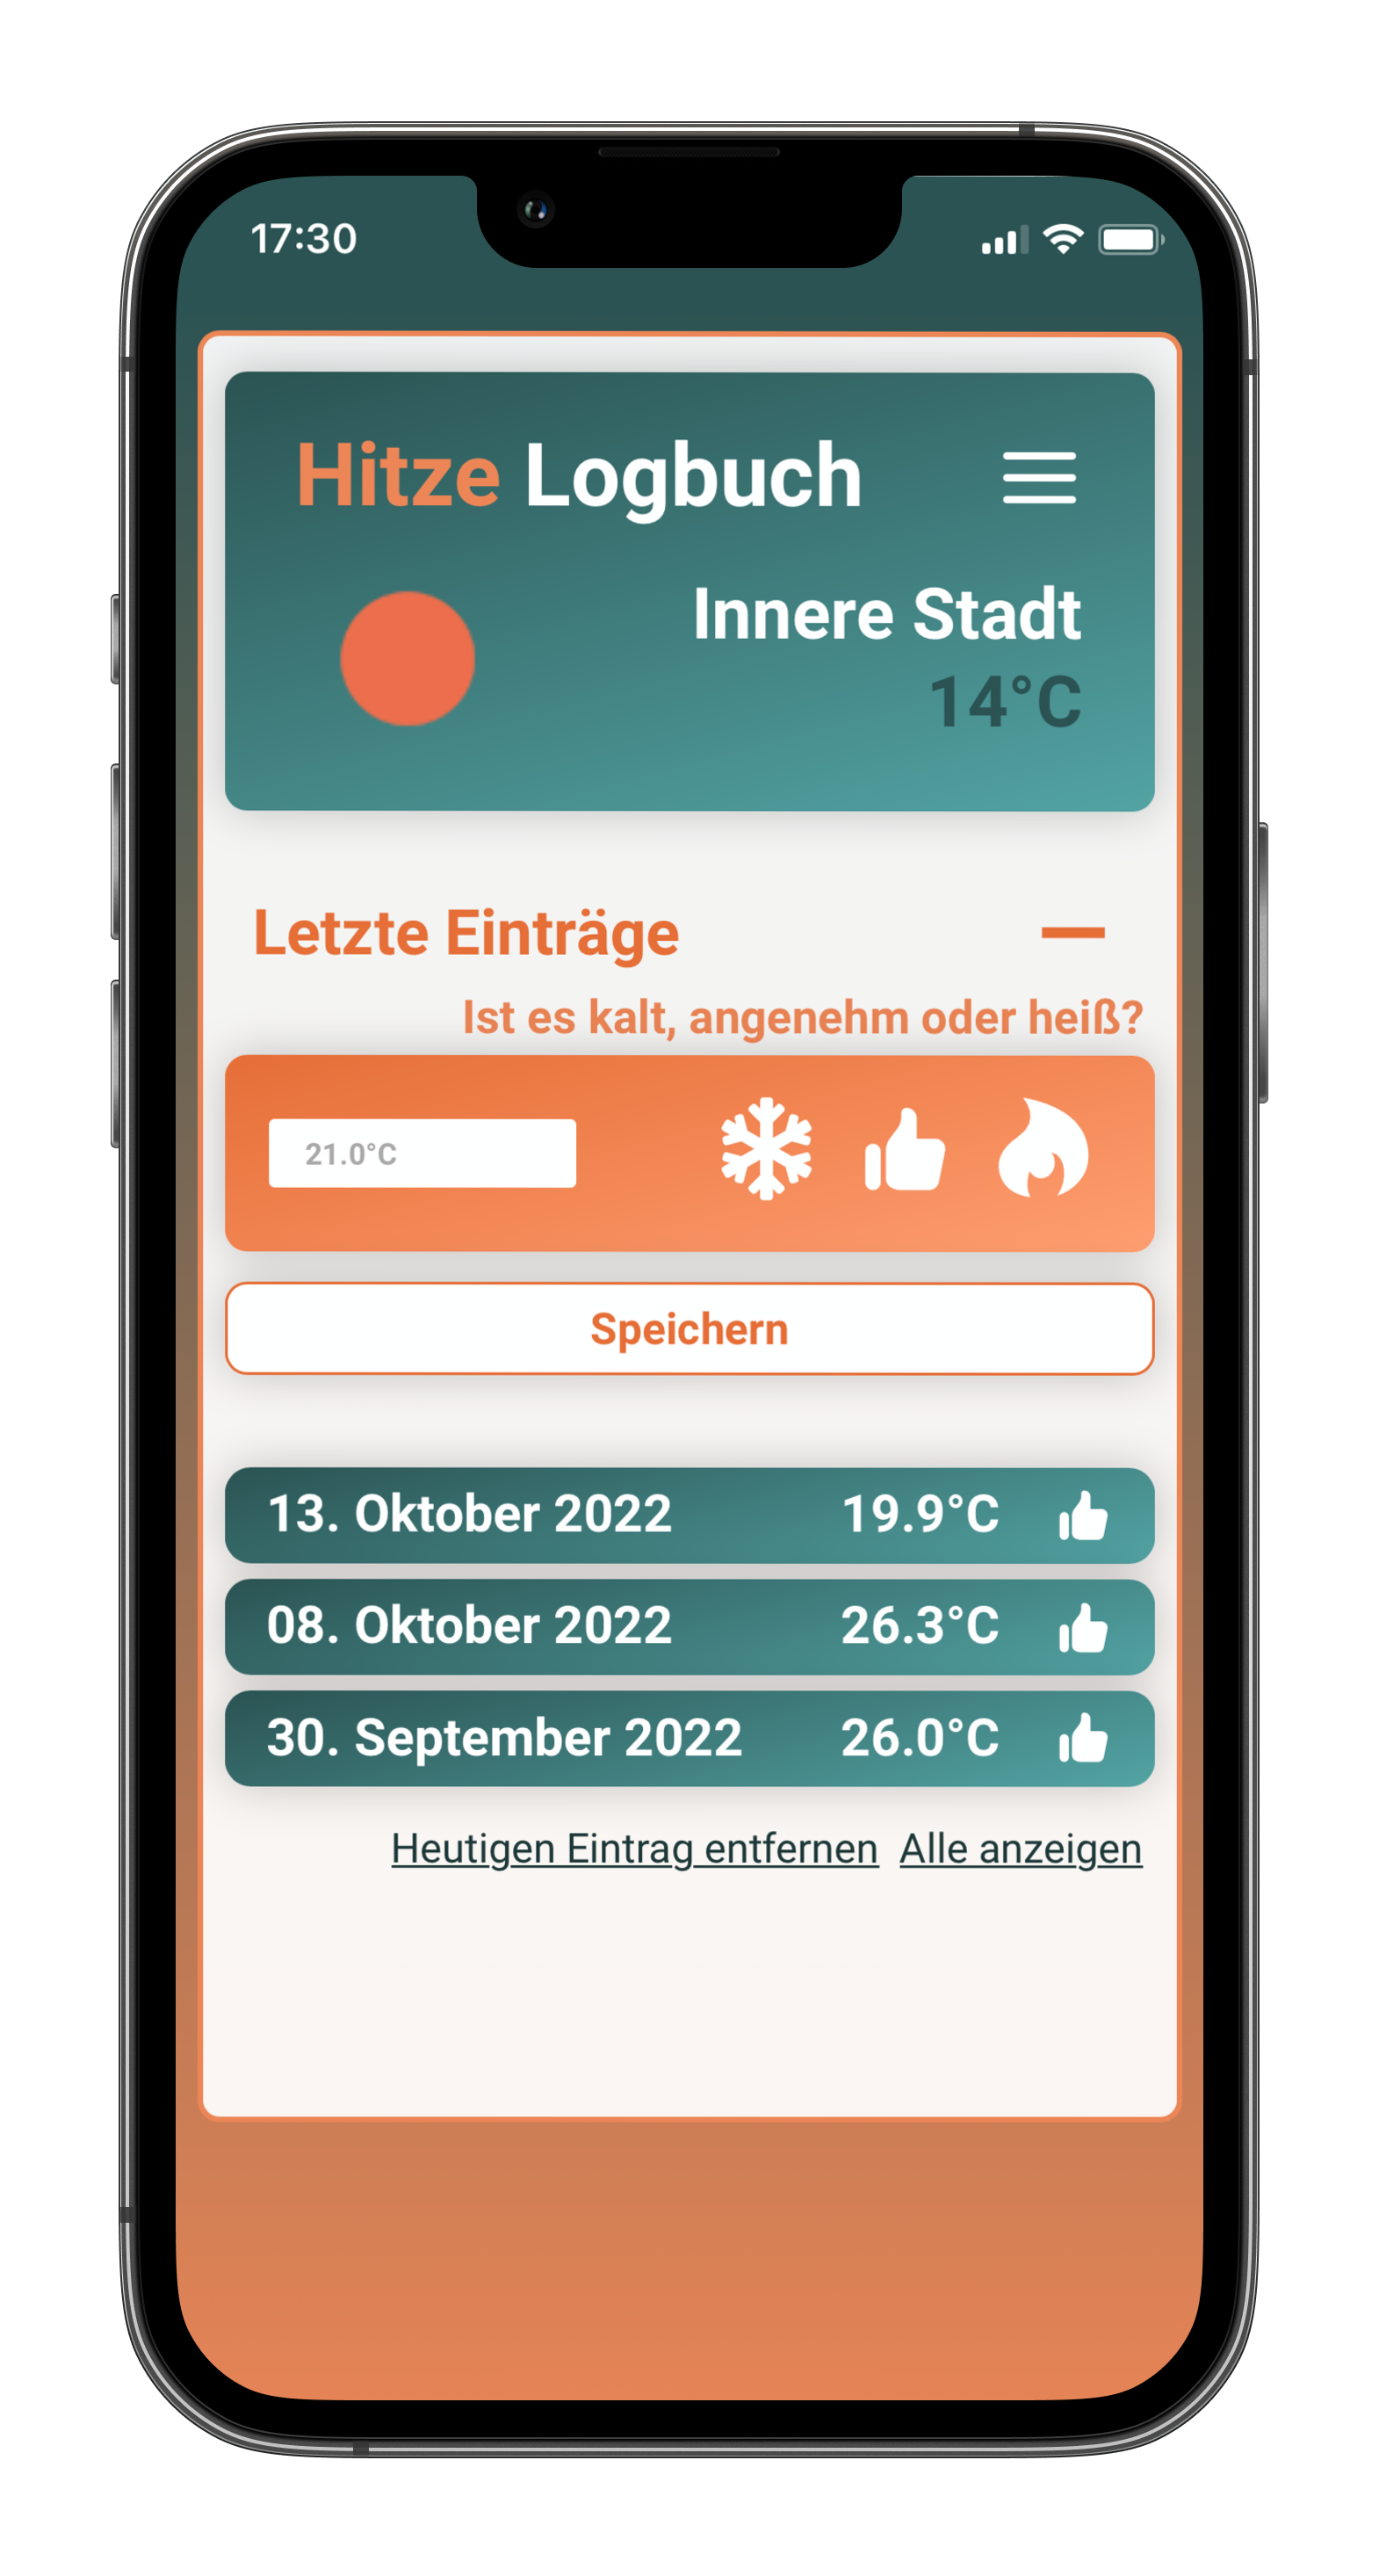 17:30
Hitze Logbuch
Innere Stadt
14°C
Letzte Einträge
Ist es kalt, angenehm oder heiß?
21.0°C
Speichern
13. Oktober 2022 19.9°C
08. Oktober 2022 26.3°C
30. September 2022 26.0°C
Heutigen Eintrag entfernen Alle anzeigen